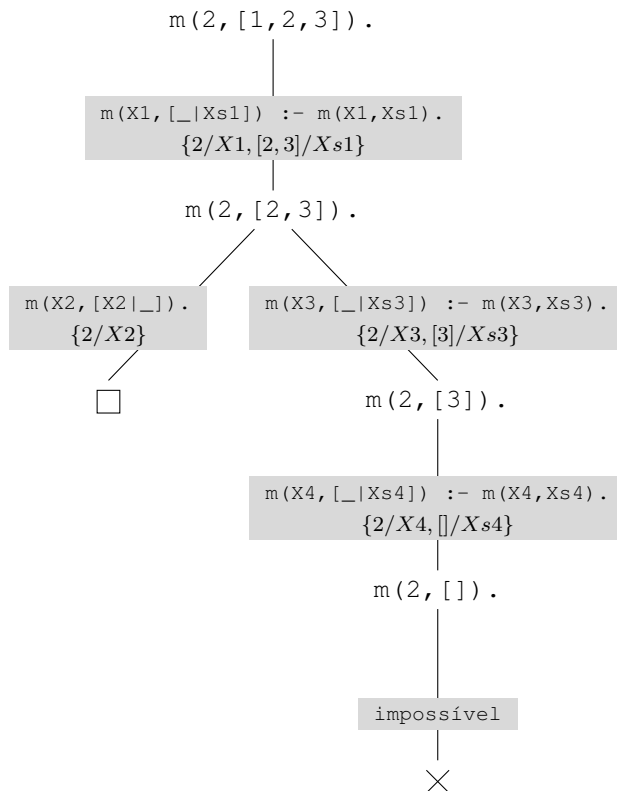 m(2,[1,2,3]).
m(X1,[_|Xs1]) :- m(X1,Xs1).
{2/X1,[2,3]/Xs1}
m(2,[2,3]).
m(X2,[X2|_]).
{2/X2}
m(X3,[_|Xs3]) :- m(X3,Xs3).
{2/X3,[3]/Xs3}
m(2,[3]).
m(X4,[_|Xs4]) :- m(X4,Xs4).
{2/X4,[]/Xs4}
m(2,[]).
impossível